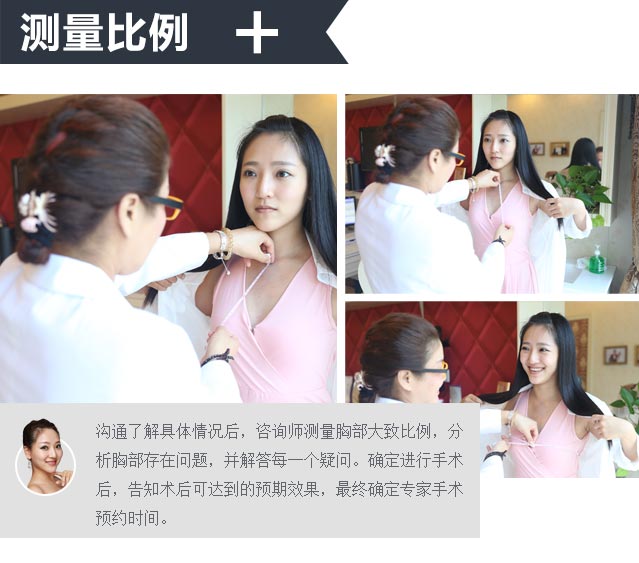 测量比例
沟通了解具体情况后，咨询师测量胸部大致比例，分
析胸部存在问题，并解答每一个疑问。确定进行手术
后，告知术后可达到的预期效果，最终确定专家手术
预约时间。